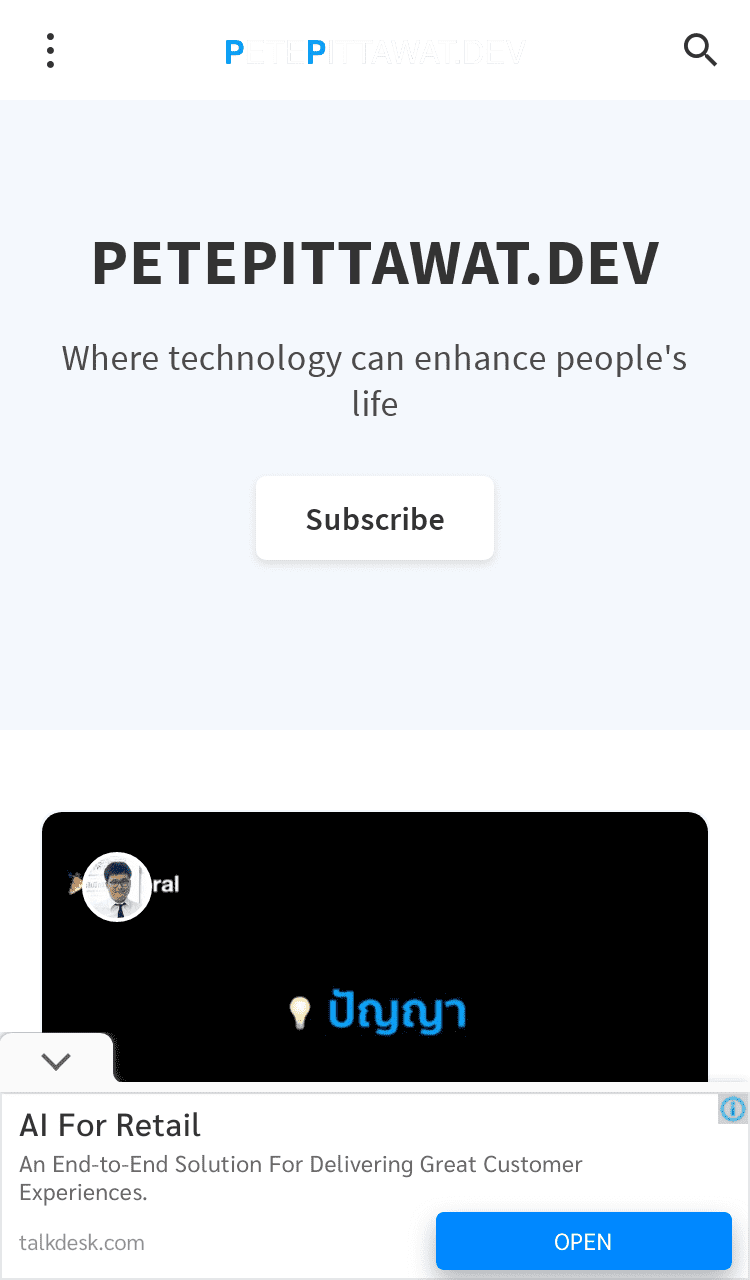 PETEPITTAWAT.DEV
PETEPITTAWAT.DEV
Where technology can enhance people's
life
Subscribe
ral
ปัญญา
AI For Retail
An End-to-End Solution For Delivering Great Customer
Experiences.
talkdesk.com
OPEN